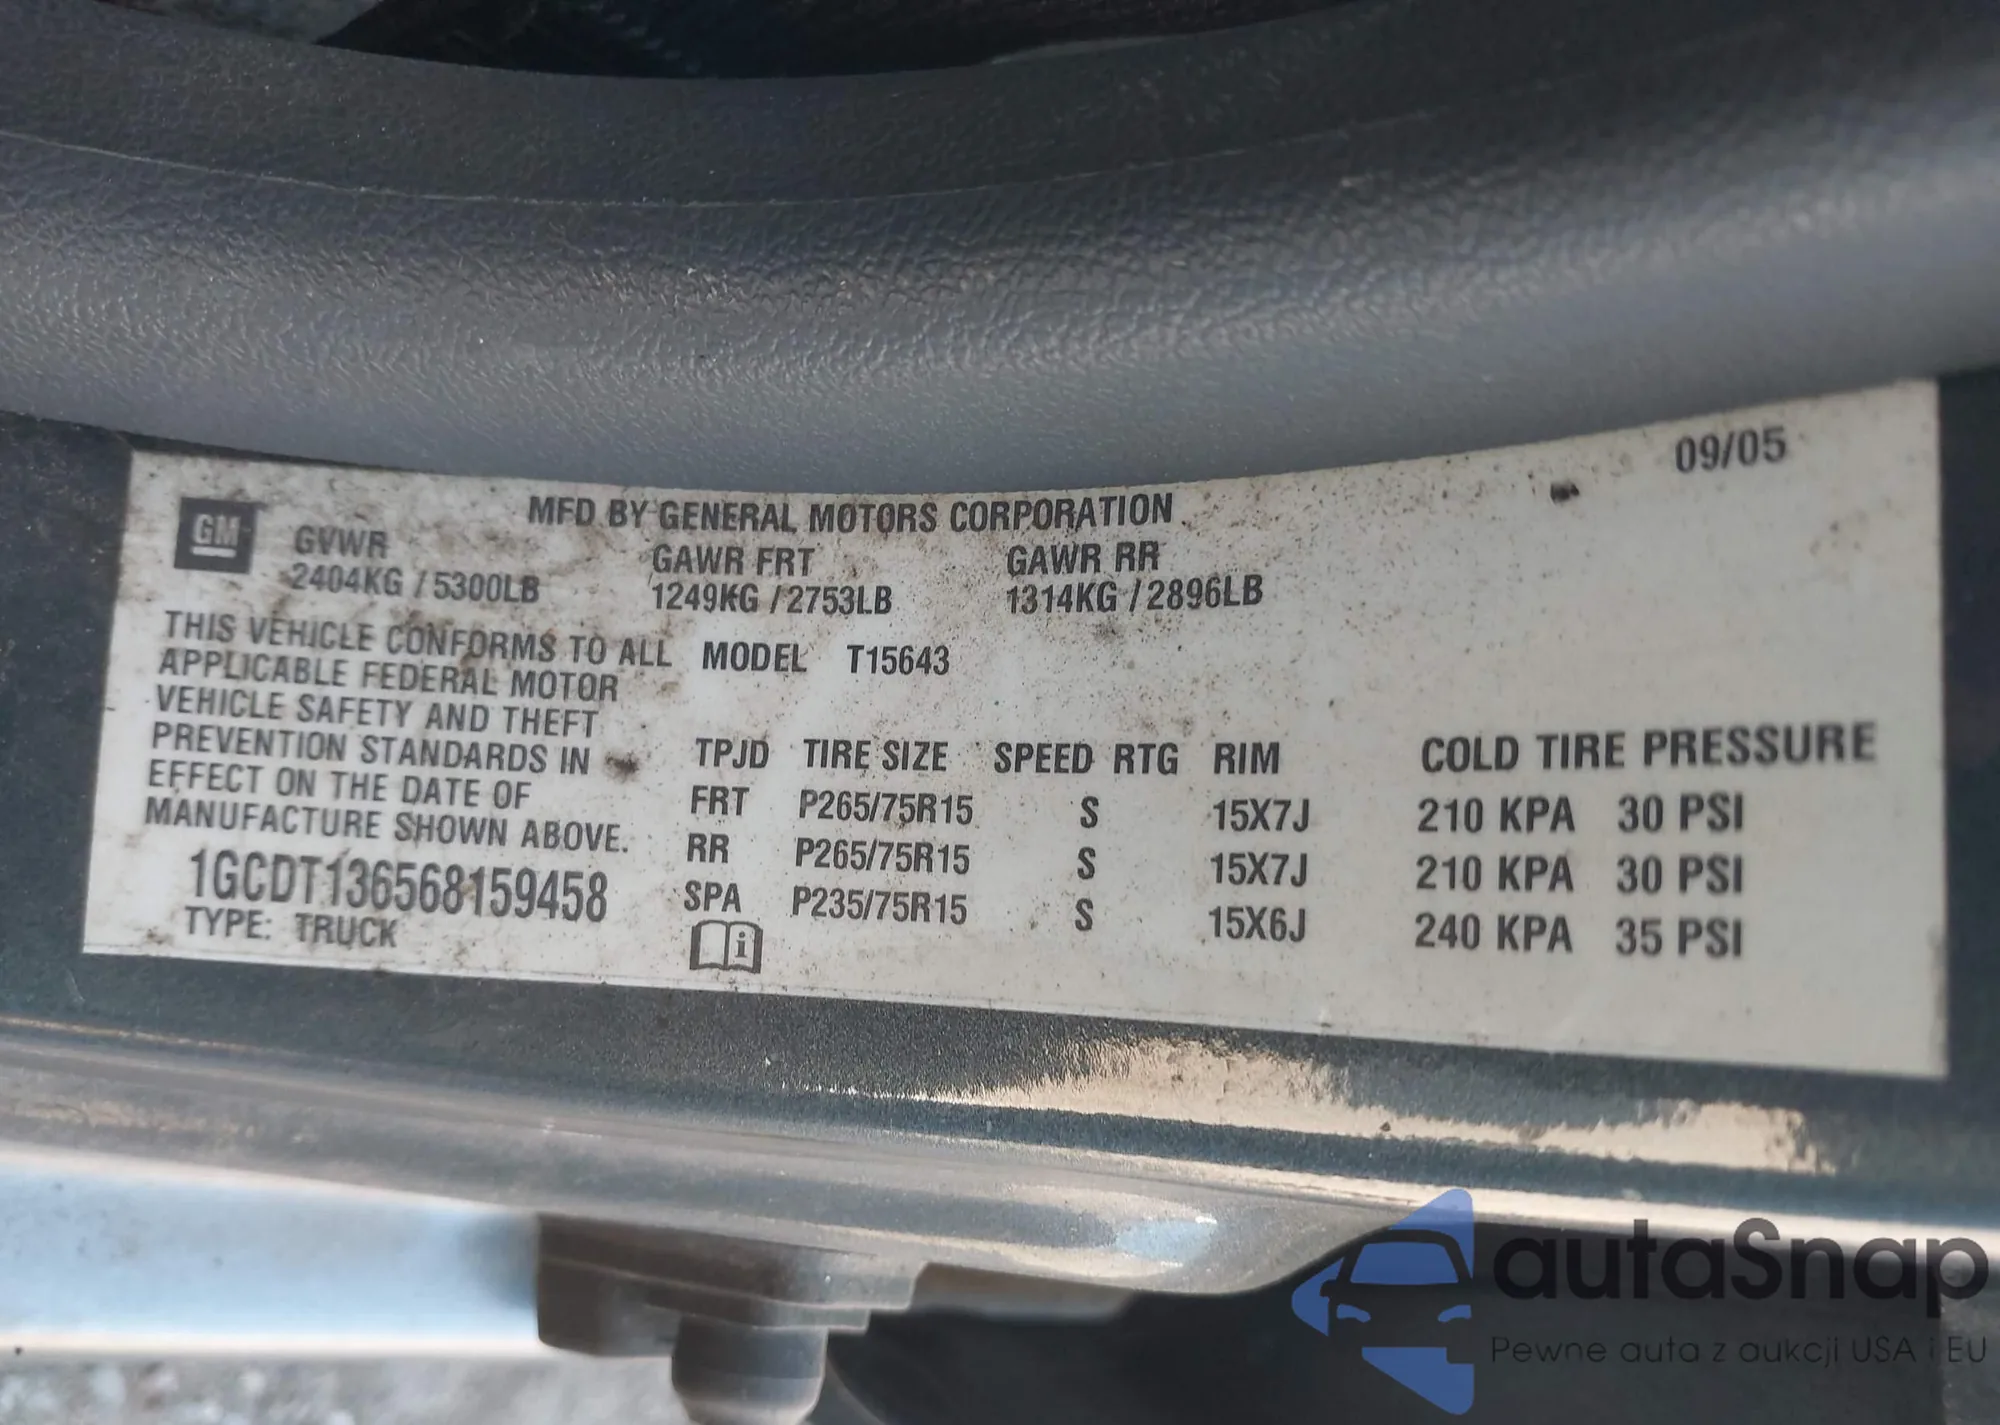 09/05
MFD BY GENERAL MOTORS CORPORATION
GM
GVWR GAWR FRT GAWR RR
2404KG / 5300LB 1249KG / 2753LB 1314KG / 2896LB
THIS VEHICLE CONFORMS TO ALL
APPLICABLE FEDERAL MOTOR
VEHICLE SAFETY AND THEFT
PREVENTION STANDARDS IN
EFFECT ON THE DATE OF
MANUFACTURE SHOWN ABOVE.
1GCDT136568159458
TYPE: TRUCK
MODEL T15643
TPJD TIRE SIZE SPEED RTG RIM COLD TIRE PRESSURE
FRT P265/75R15 S 15X7J 210 KPA 30 PSI
RR P265/75R15 S 15X7J 210 KPA 30 PSI
SPA P235/75R15 S 15X6J 240 KPA 35 PSI
i
autaSnap
Pewne auta z aukcji USA i EU